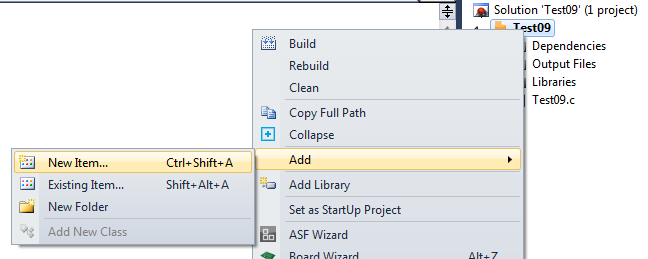 Solution 'Test09' (1 project)
Test09
Dependencies
Output Files
Libraries
Test09.c
Build
Rebuild
Clean
Copy Full Path
Collapse
Add
Add Library
Set as StartUp Project
ASF Wizard
Board Wizard Alt+Z
New Item... Ctrl+Shift+A
Existing Item... Shift+Alt+A
New Folder
Add New Class